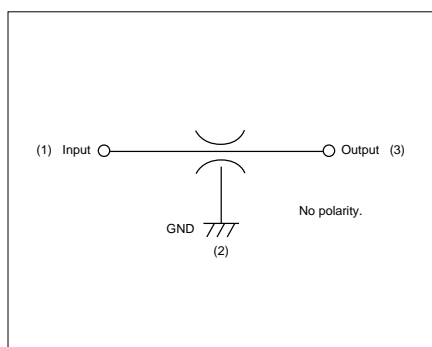 (1) Input Output (3)
No polarity.
GND
(2)